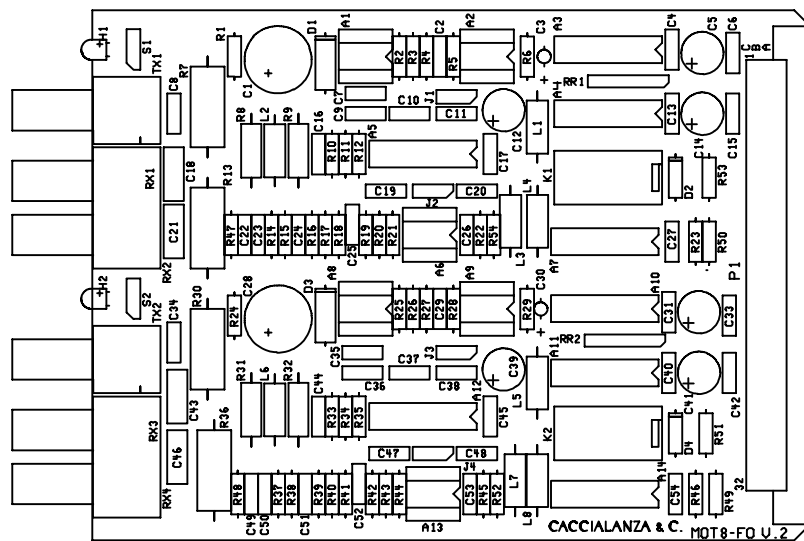 H1 S1 R1 D1 A1 C2 A2 C3 A3 C4 C5 C6
TX1 R7 R2 R3 R4 R5 R6 C B A
C8 C1 C7 J1 A4 RR1 1
R8 L2 R9 C16 C9 C10 C11 C12 L1 C13 C14 C15
RX1 C18 R10 R11 R12 A5 C17 K1 D2 R53
R13 C19 C20 L4
C21 J2
RX2 R47 C22 C23 R14 R15 C24 R16 R17 R18 C25 R19 R20 R21 A6 C26 R22 R54 L3 A7 C27 R23 R50
H2 S2 R30 C28 D3 A8 A9 C30 A10 P1
TX2 C34 R24 R25 R26 R27 C29 R28 R29 C31 C33
C35 J3 A11 RR2
R31 L6 R32 C44 C36 C37 C38 C39 A12 L5 C40 C41 C42
C43 R36 R33 R34 R35 C45
RX3 K2 D4 R51
C46 C47 C48
RX4 J4 L7 A14 32
R48 C49 C50 R37 R38 C51 R39 R40 R41 C52 R42 R43 R44 A13 C53 R45 R52 L8 C54 R46 R49
CACCIALANZA & C. MOT8-FO V.2